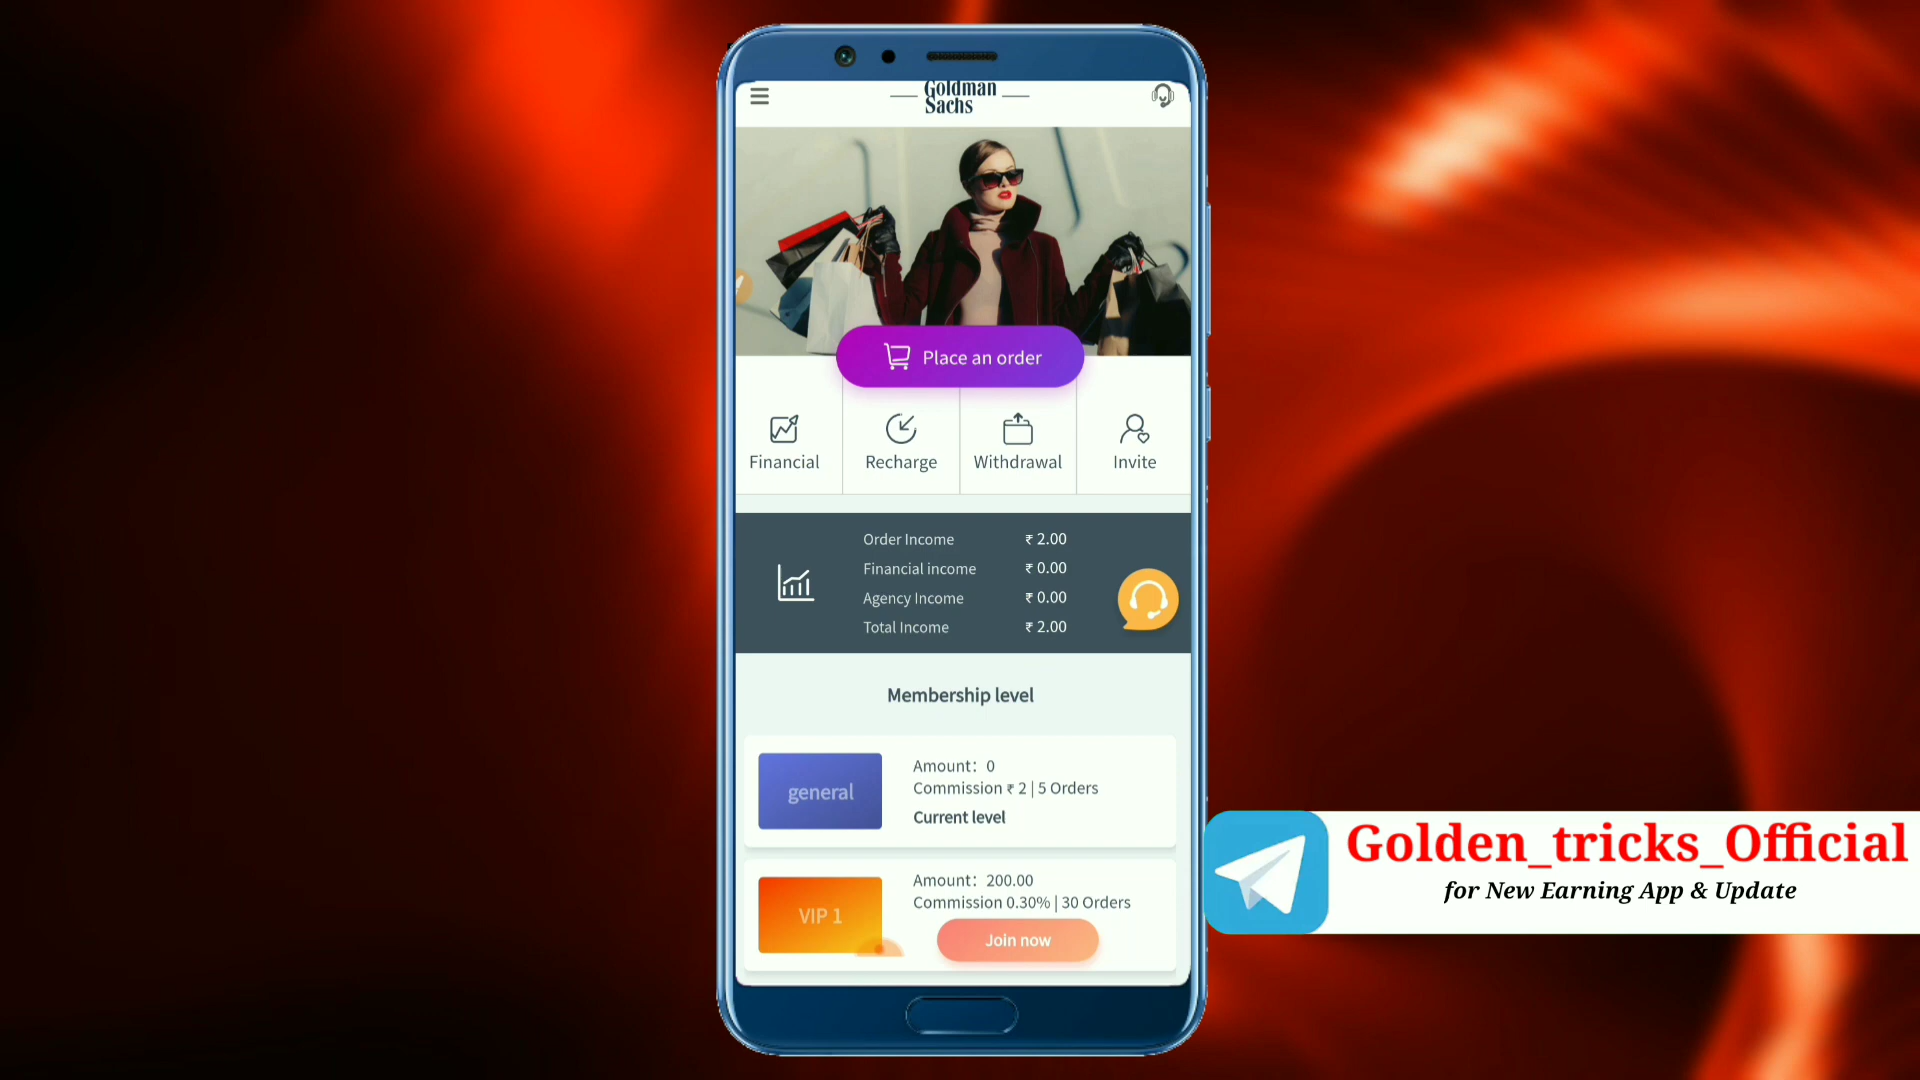 Goldman
Sachs
Place an order
Financial
Recharge
Withdrawal
Invite
Order Income ₹ 2.00
Financial income ₹ 0.00
Agency Income ₹ 0.00
Total Income ₹ 2.00
Membership level
general
Amount： 0
Commission ₹ 2 | 5 Orders
Current level
VIP 1
Amount： 200.00
Commission 0.30% | 30 Orders
Join now
Golden_tricks_Official
for New Earning App & Update